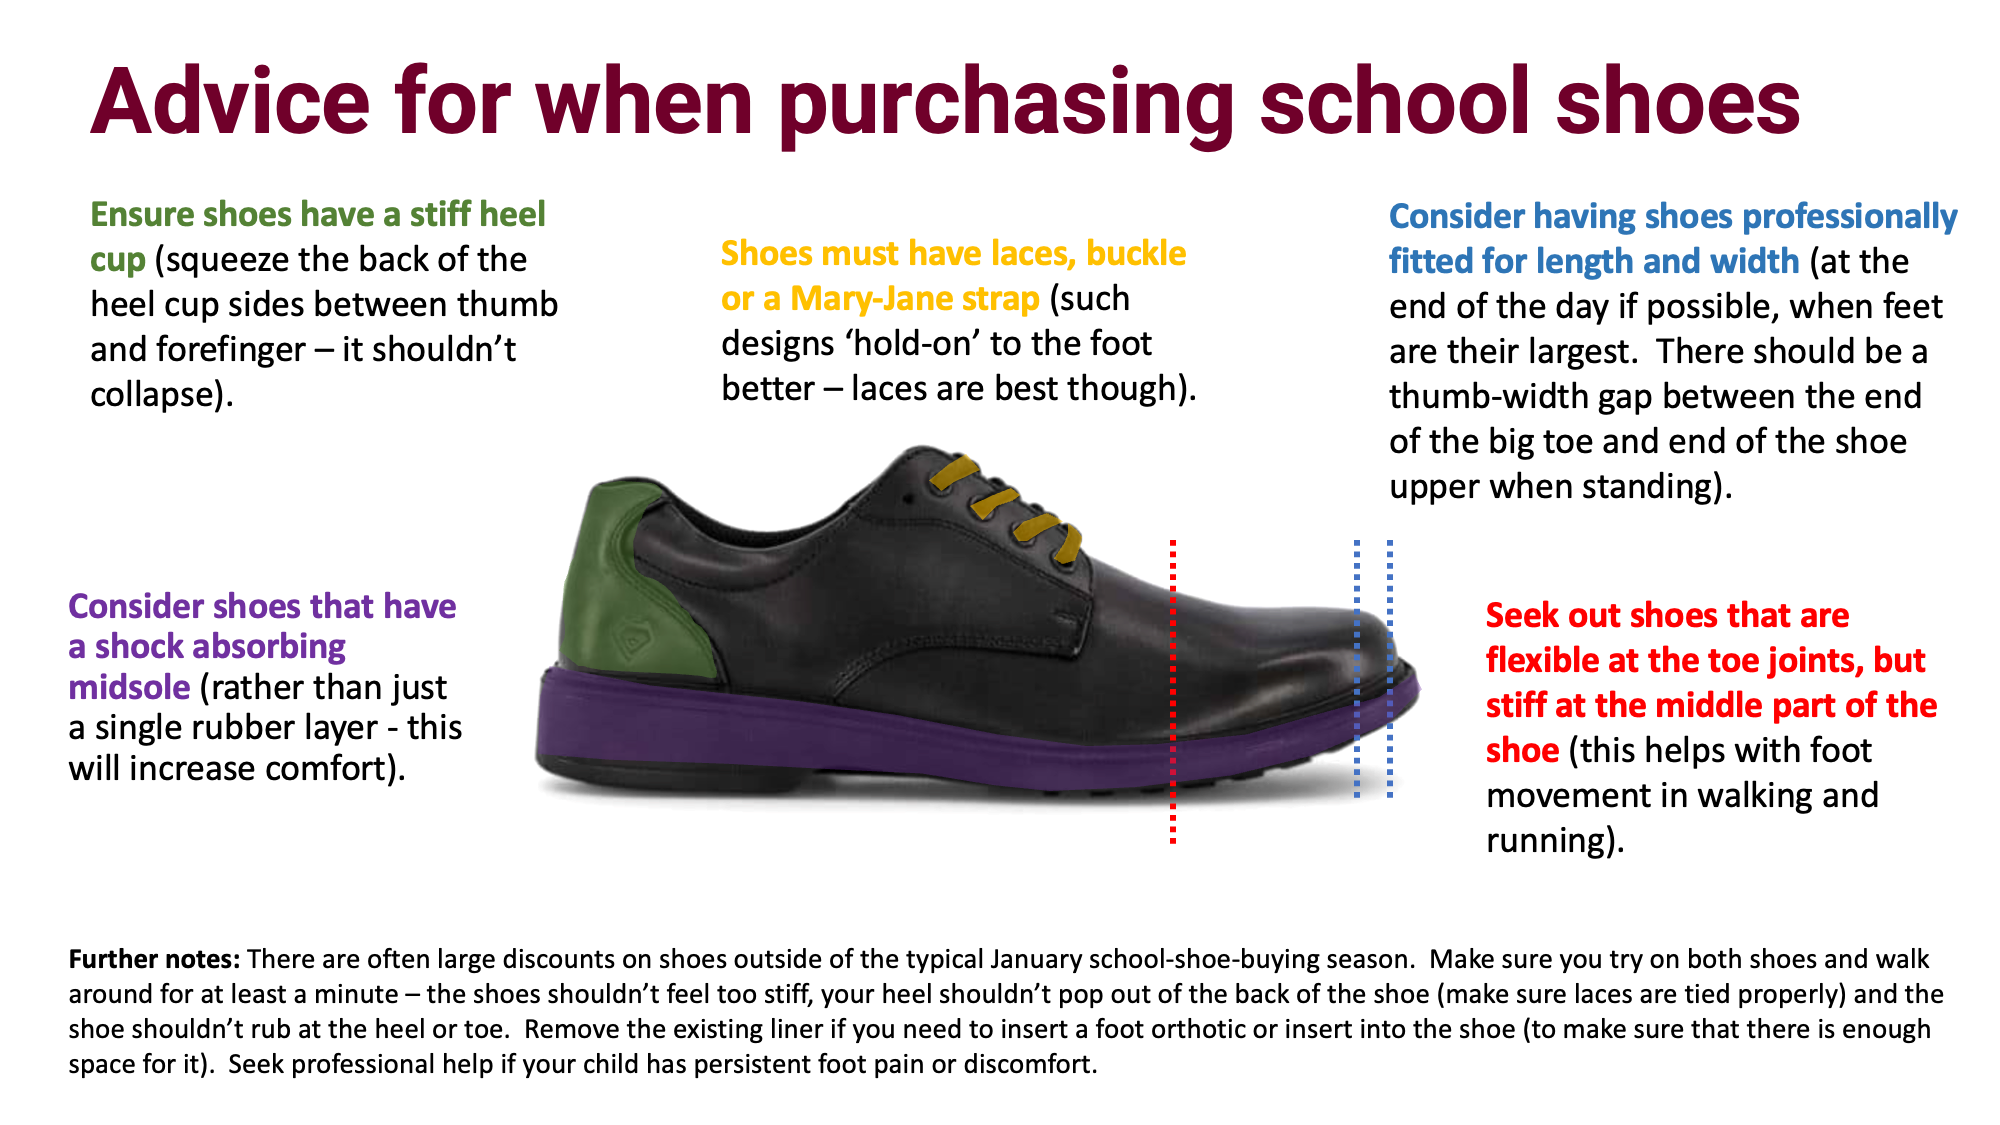 Advice for when purchasing school shoes
Ensure shoes have a stiff heel
cup (squeeze the back of the
heel cup sides between thumb
and forefinger – it shouldn’t
collapse).
Shoes must have laces, buckle
or a Mary-Jane strap (such
designs ‘hold-on’ to the foot
better – laces are best though).
Consider having shoes professionally
fitted for length and width (at the
end of the day if possible, when feet
are their largest.  There should be a
thumb-width gap between the end
of the big toe and end of the shoe
upper when standing).
Consider shoes that have
a shock absorbing
midsole (rather than just
a single rubber layer - this
will increase comfort).
Seek out shoes that are
flexible at the toe joints, but
stiff at the middle part of the
shoe (this helps with foot
movement in walking and
running).
Further notes: There are often large discounts on shoes outside of the typical January school-shoe-buying season.  Make sure you try on both shoes and walk
around for at least a minute – the shoes shouldn’t feel too stiff, your heel shouldn’t pop out of the back of the shoe (make sure laces are tied properly) and the
shoe shouldn’t rub at the heel or toe.  Remove the existing liner if you need to insert a foot orthotic or insert into the shoe (to make sure that there is enough
space for it).  Seek professional help if your child has persistent foot pain or discomfort.